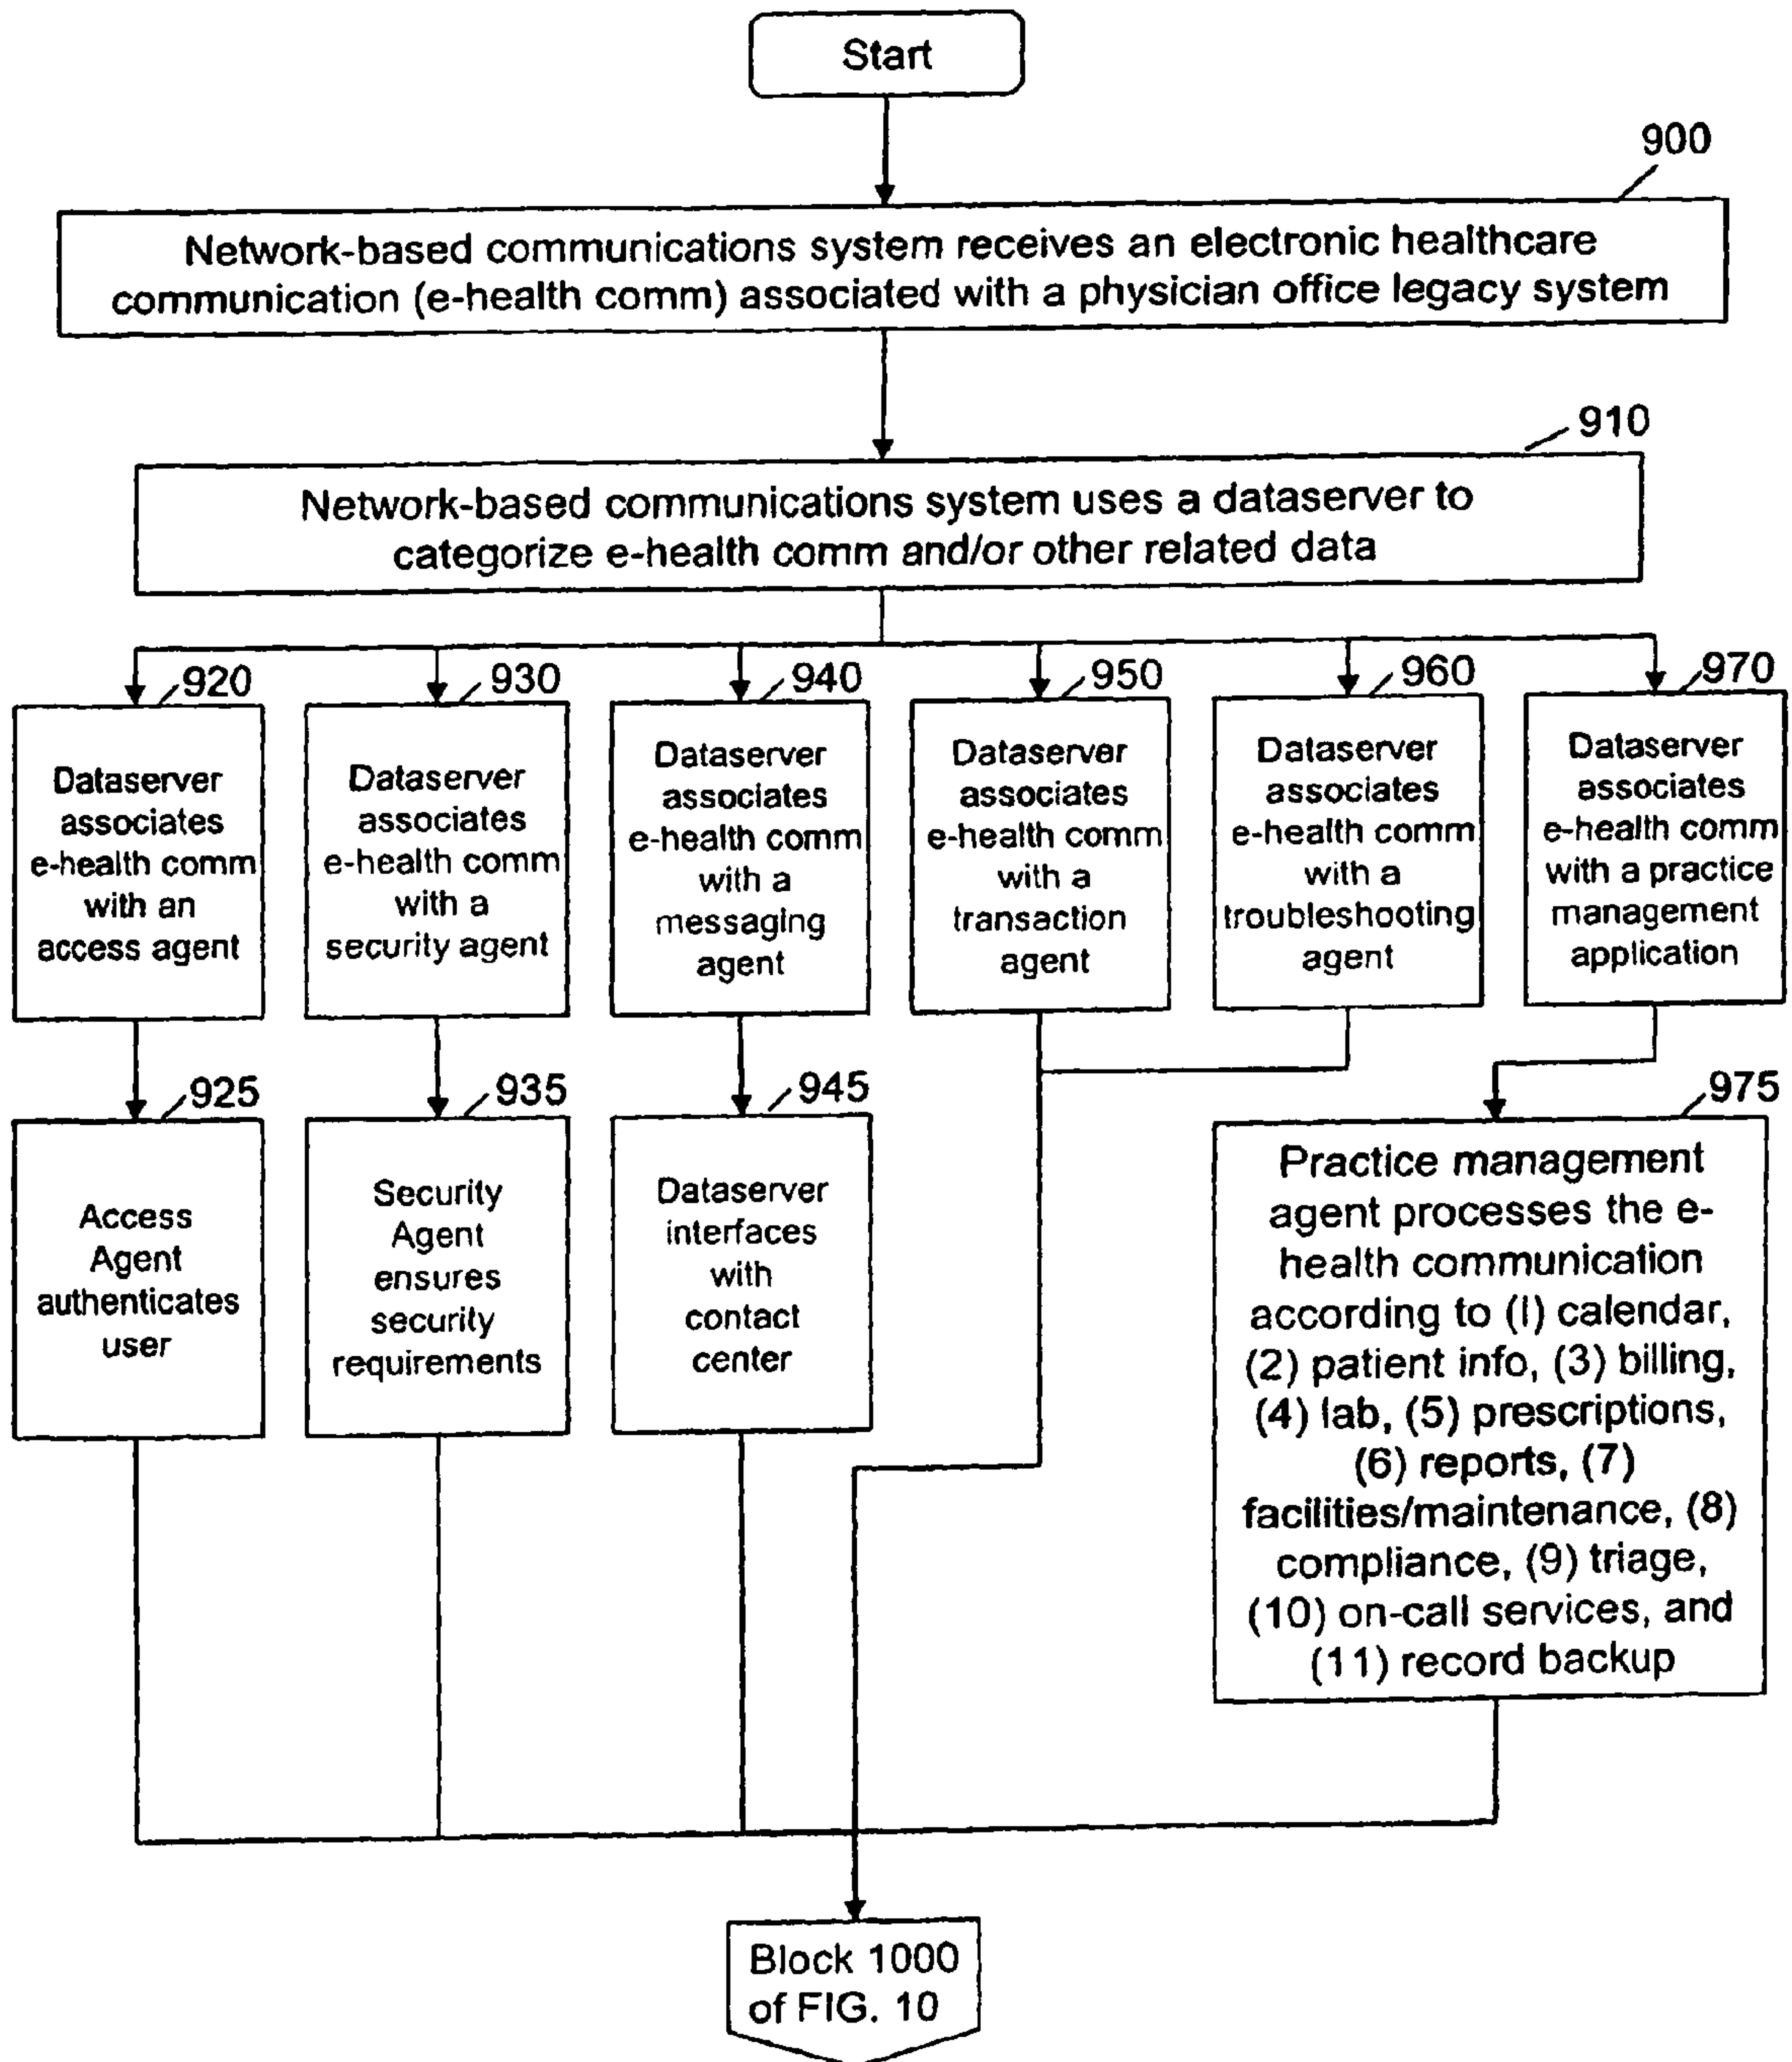 Start
900
Network-based communications system receives an electronic healthcare
communication (e-health comm) associated with a physician office legacy system
910
Network-based communications system uses a dataserver to
categorize e-health comm and/or other related data
920
Dataserver
associates
e-health comm
with an
access agent
930
Dataserver
associates
e-health comm
with a
security agent
940
Dataserver
associates
e-health comm
with a
messaging
agent
950
Dataserver
associates
e-health comm
with a
transaction
agent
960
Dataserver
associates
e-health comm
with a
troubleshooting
agent
970
Dataserver
associates
e-health comm
with a practice
management
application
925
Access
Agent
authenticates
user
935
Security
Agent
ensures
security
requirements
945
Dataserver
interfaces
with
contact
center
975
Practice management
agent processes the e-
health communication
according to (I) calendar,
(2) patient info, (3) billing,
(4) lab, (5) prescriptions,
(6) reports, (7)
facilities/maintenance, (8)
compliance, (9) triage,
(10) on-call services, and
(11) record backup
Block 1000
of FIG. 10